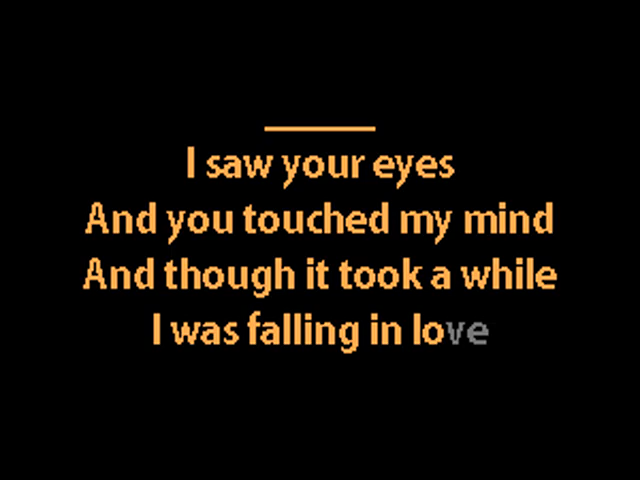 I saw your eyes
And you touched my mind
And though it took a while
I was falling in love